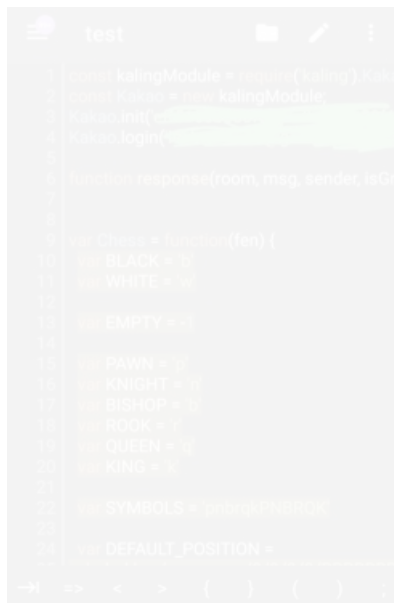 test
1 const kalingModule = require('kaling').Kak
2 const Kakao = new kalingModule;
3 Kakao.init('
4 Kakao.login(
5
6 function response(room, msg, sender, isGr
7
8
9 var Chess = function(fen) {
10 var BLACK = 'b'
11 var WHITE = 'w'
12
13 var EMPTY = -1
14
15 var PAWN = 'p'
16 var KNIGHT = 'n'
17 var BISHOP = 'b'
18 var ROOK = 'r'
19 var QUEEN = 'q'
20 var KING = 'k'
21
22 var SYMBOLS = 'pnbrqkPNBRQK'
23
24 var DEFAULT_POSITION =
=> < > { } ( ) ;